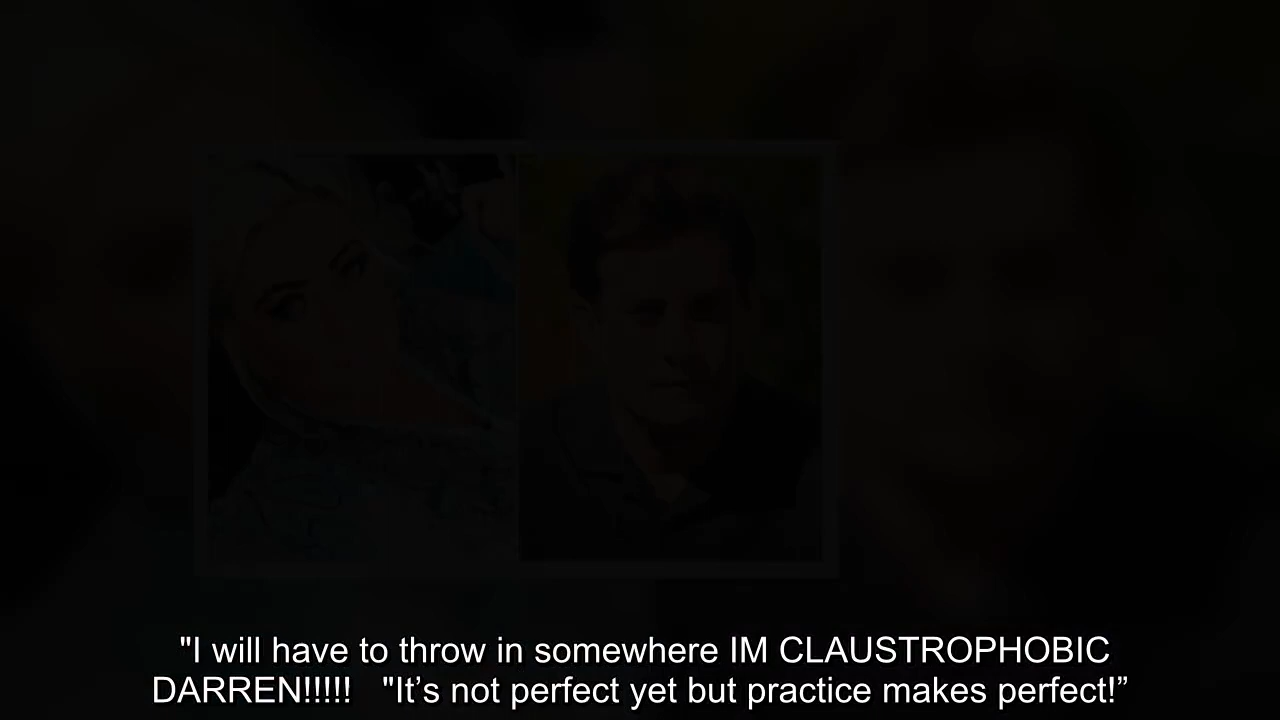 "I will have to throw in somewhere IM CLAUSTROPHOBIC
DARREN!!!!! "It’s not perfect yet but practice makes perfect!”